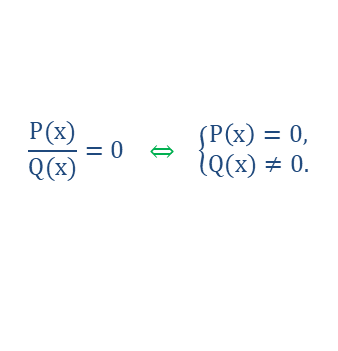 P(x)/Q(x) = 0 ⇔ {P(x) = 0,
Q(x) ≠ 0.